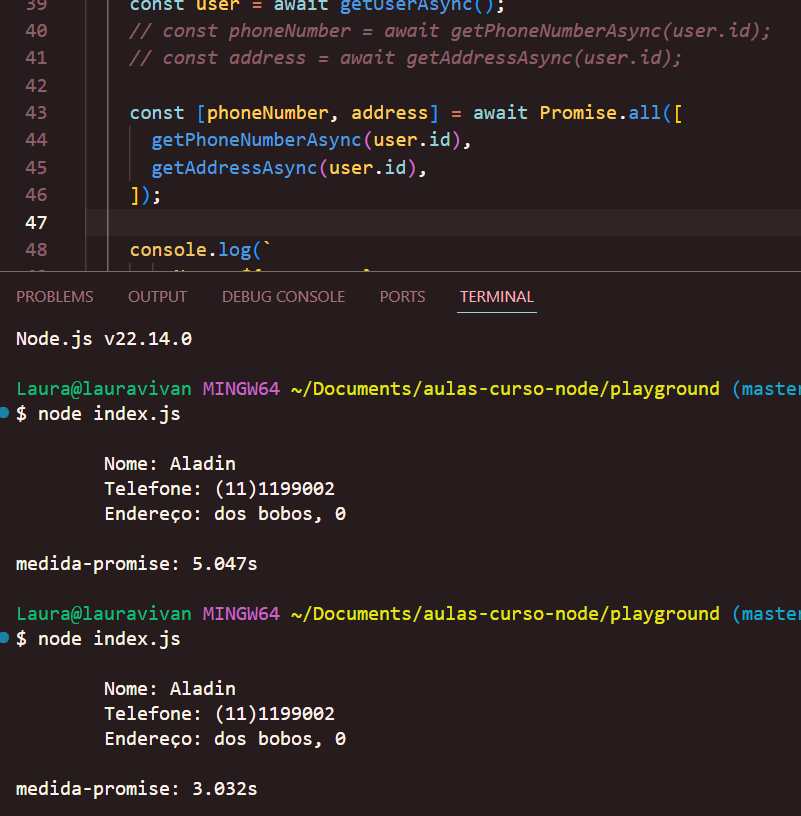 39 const user = await getUserAsync();
40 // const phoneNumber = await getPhoneNumberAsync(user.id);
41 // const address = await getAddressAsync(user.id);
42
43 const [phoneNumber, address] = await Promise.all([
44 getPhoneNumberAsync(user.id),
45 getAddressAsync(user.id),
46 ]);
47
48 console.log(`
PROBLEMS OUTPUT DEBUG CONSOLE PORTS TERMINAL
Node.js v22.14.0
Laura@lauravivan MINGW64 ~/Documents/aulas-curso-node/playground (master
$ node index.js
Nome: Aladin
Telefone: (11)1199002
Endereço: dos bobos, 0
medida-promise: 5.047s
Laura@lauravivan MINGW64 ~/Documents/aulas-curso-node/playground (master
$ node index.js
Nome: Aladin
Telefone: (11)1199002
Endereço: dos bobos, 0
medida-promise: 3.032s